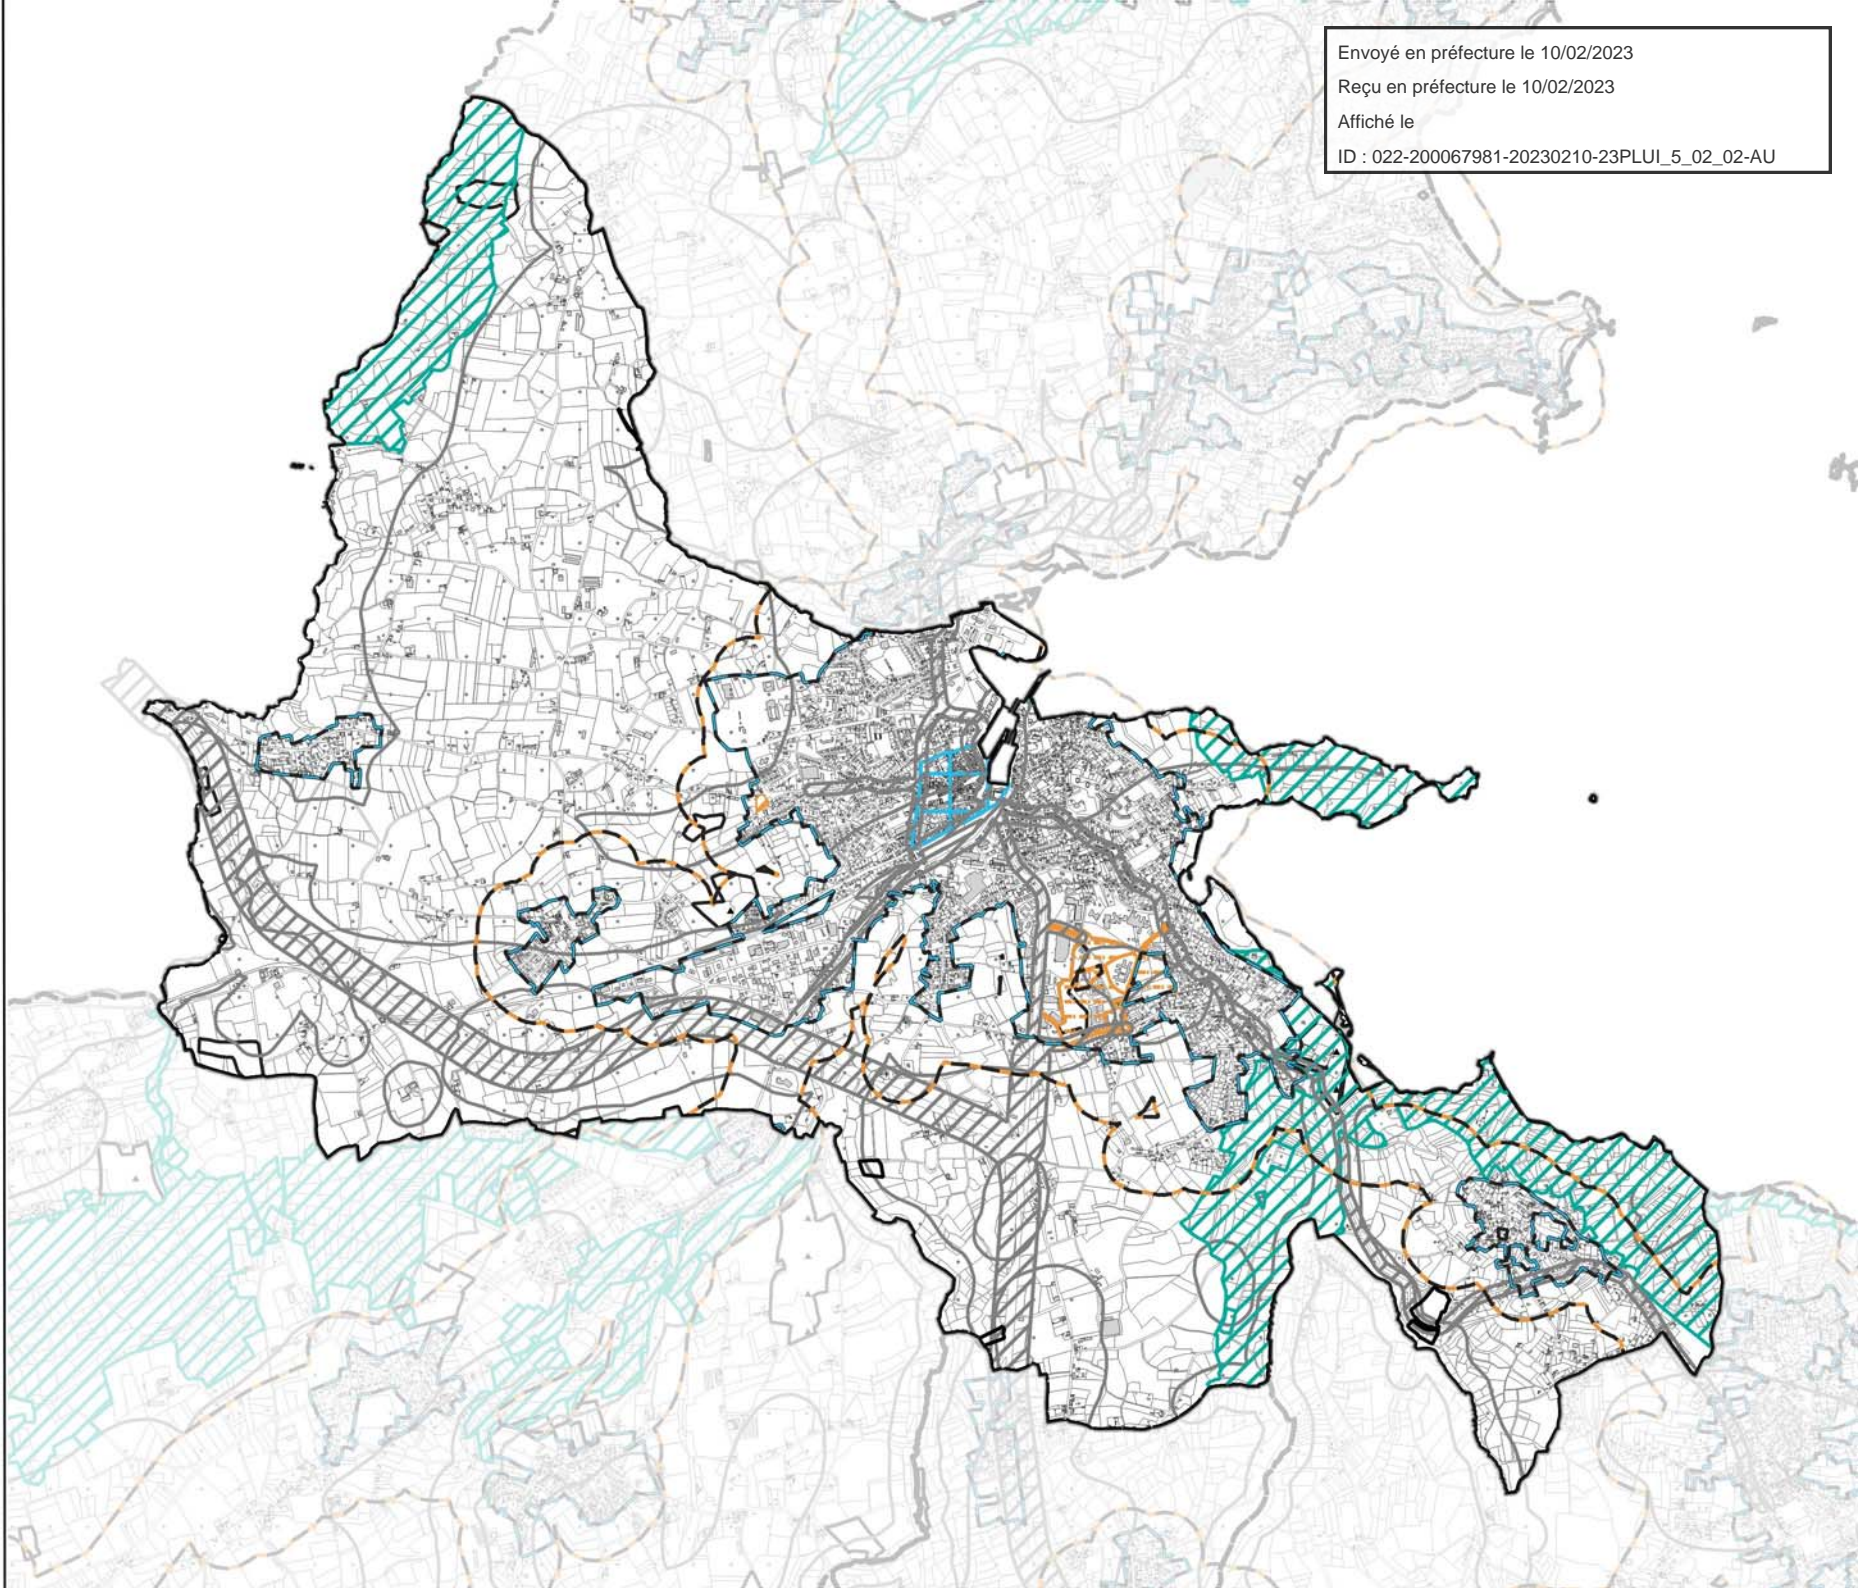 Envoyé en préfecture le 10/02/2023
Reçu en préfecture le 10/02/2023
Affiché le
ID : 022-200067981-20230210-23PLUI_5_02_02-AU